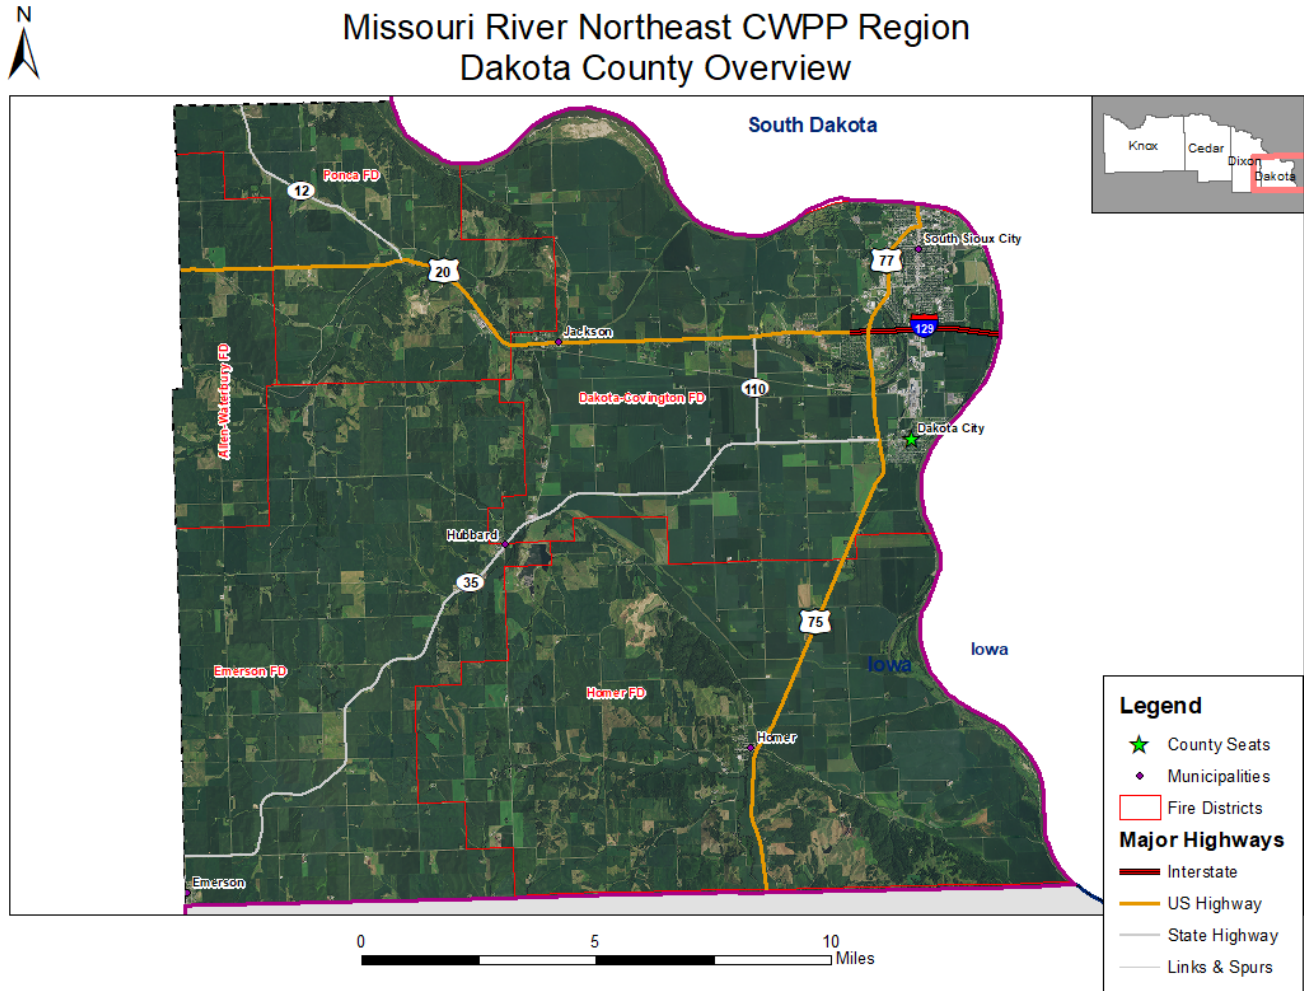 N
Missouri River Northeast CWPP Region
Dakota County Overview
South Dakota
Knox
Cedar
Dixon
Dakota
Ponca FD
12
South Sioux City
77
20
129
Jackson
Allen-Waterbury FD
110
Dakota-Covington FD
Dakota City
Hubbard
35
75
Iowa
Iowa
Emerson FD
Homer FD
Homer
Emerson
Legend
County Seats
Municipalities
Fire Districts
Major Highways
Interstate
US Highway
State Highway
Links & Spurs
0 5 10
Miles